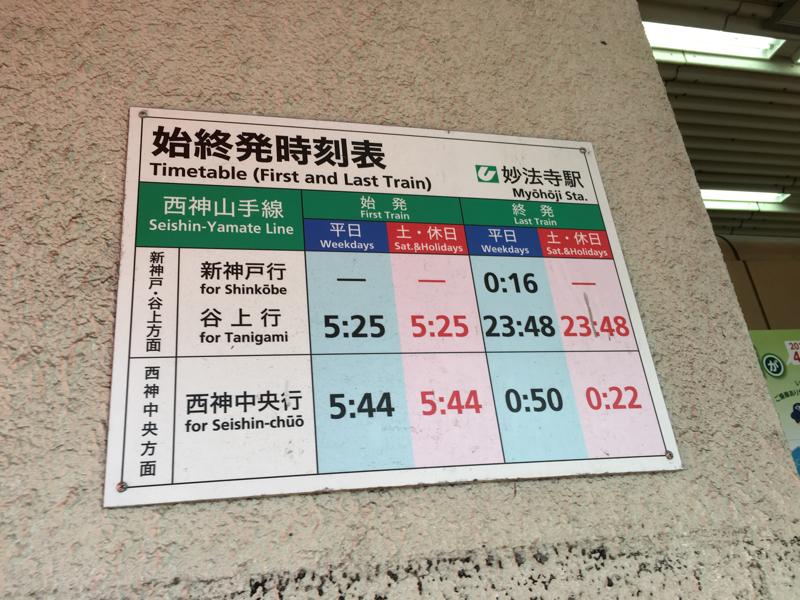 始終発時刻表
Timetable (First and Last Train)
妙法寺駅
Myōhōji Sta.
西神山手線
Seishin-Yamate Line
始発
First Train
終発
Last Train
平日
Weekdays
土・休日
Sat.&Holidays
平日
Weekdays
土・休日
Sat.&Holidays
新神戸・谷上方面
新神戸行
for Shinkōbe
— — 0:16 —
谷上行
for Tanigami
5:25 5:25 23:48 23:48
西神中央方面
西神中央行
for Seishin-chūō
5:44 5:44 0:50 0:22
が